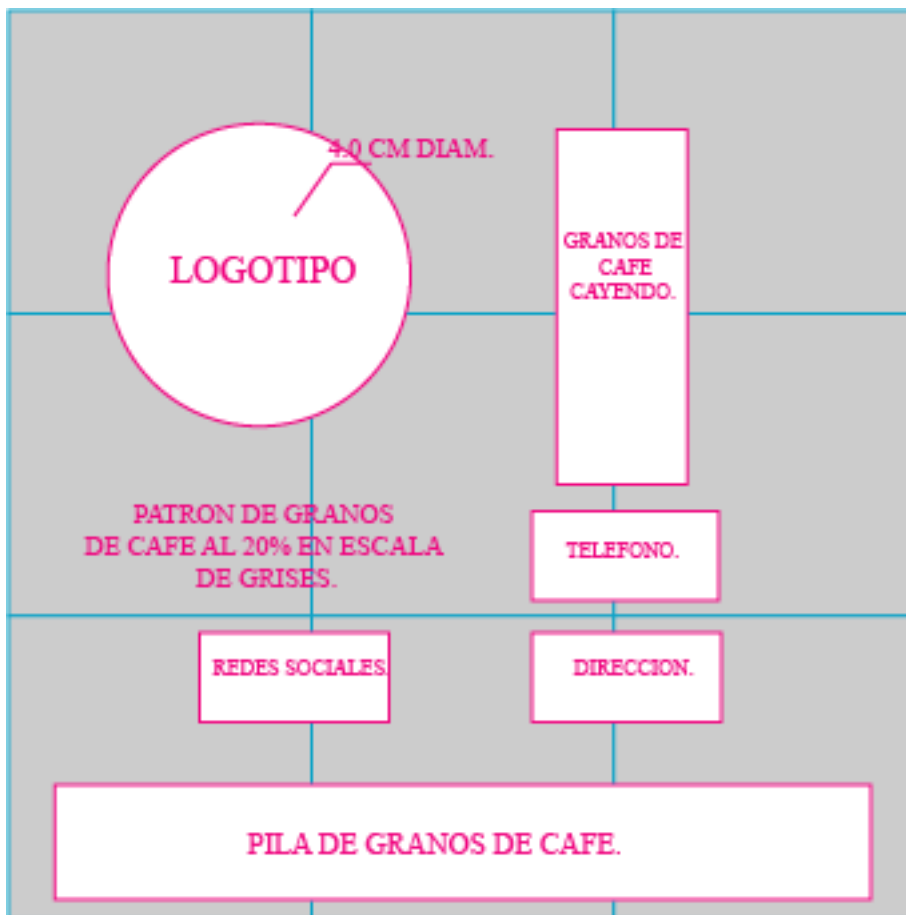 4.0 CM DIAM.
LOGOTIPO
GRANOS DE
CAFE
CAYENDO.
PATRON DE GRANOS
DE CAFE AL 20% EN ESCALA
DE GRISES.
TELEFONO.
REDES SOCIALES.
DIRECCION.
PILA DE GRANOS DE CAFE.